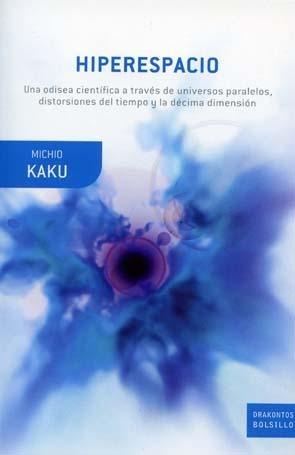 HIPERESPACIO
Una odisea científica a través de universos paralelos,
distorsiones del tiempo y la décima dimensión
MICHIO
KAKU
DRAKONTOS
BOLSILLO